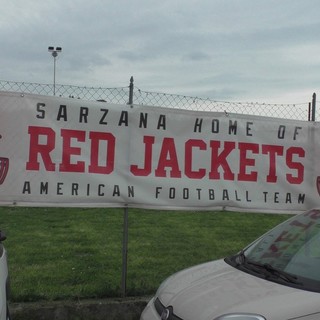 SARZANA HOME OF
RED JACKETS
AMERICAN FOOTBALL TEAM